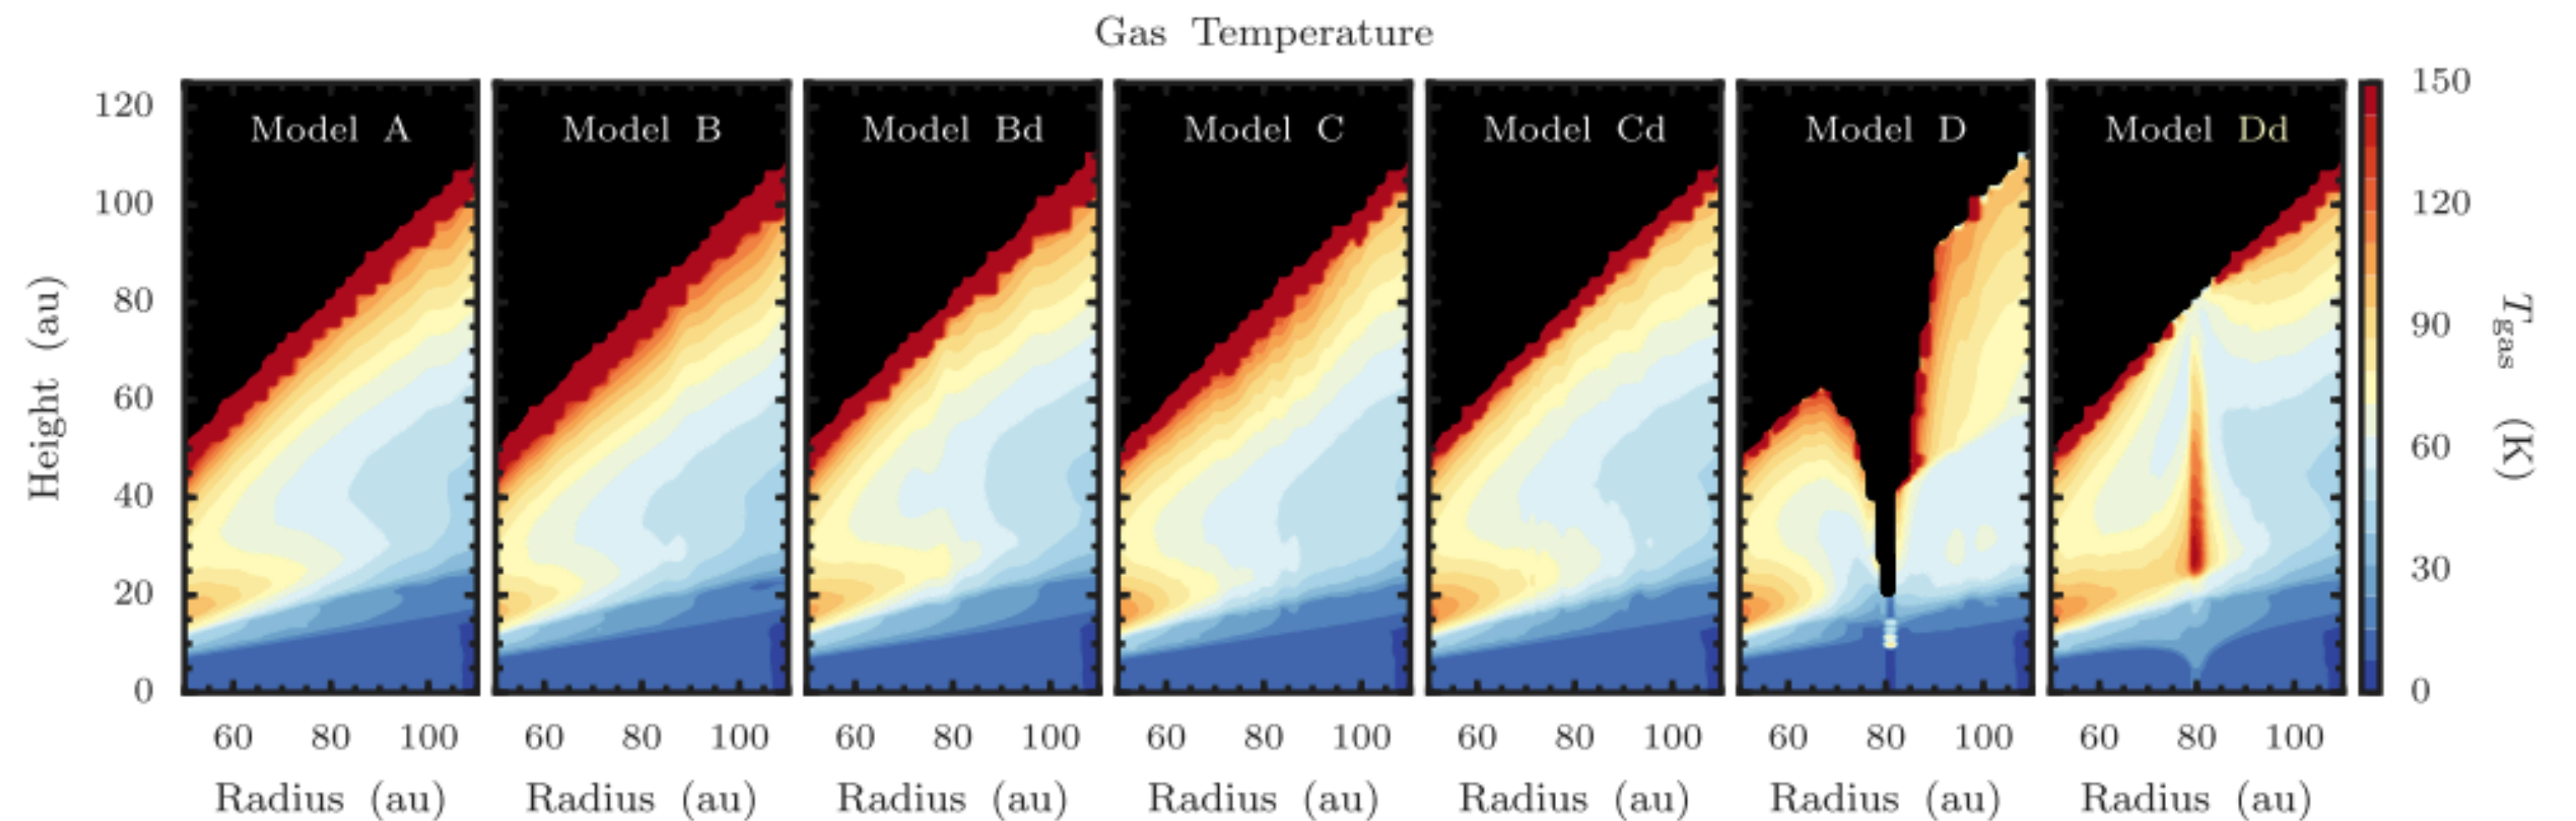 Gas Temperature
Model A
Model B
Model Bd
Model C
Model Cd
Model D
Model Dd
120
100
80
60
40
20
0
Height (au)
60 80 100
60 80 100
60 80 100
60 80 100
60 80 100
60 80 100
60 80 100
Radius (au)
Radius (au)
Radius (au)
Radius (au)
Radius (au)
Radius (au)
Radius (au)
150
120
90
60
30
0
Tgas (K)